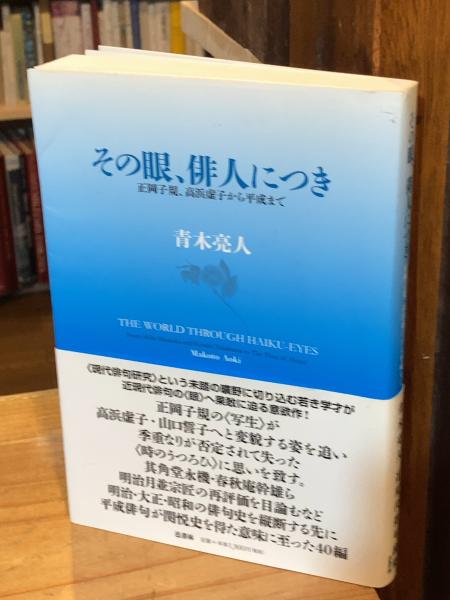 その眼、俳人につき
正岡子規、高浜虚子から平成まで
青木亮人
THE WORLD THROUGH HAIKU-EYES
Makoto Aoki
〈現代俳句研究〉という未踏の曠野に切り込む若き学才が
近現代俳句の〈眼〉へ果敢に迫る意欲作!
正岡子規の〈写生〉が
高浜虚子・山口誓子へと変貌する姿を追い
季重なりが否定されて失った
〈時のうつろひ〉に思いを致す。
其角堂永機・春秋庵幹雄ら
明治月並宗匠の再評価を目論むなど
明治・大正・昭和の俳句史を縦断する先に
平成俳句が関悦史を得た意味に至った40編
邑書林